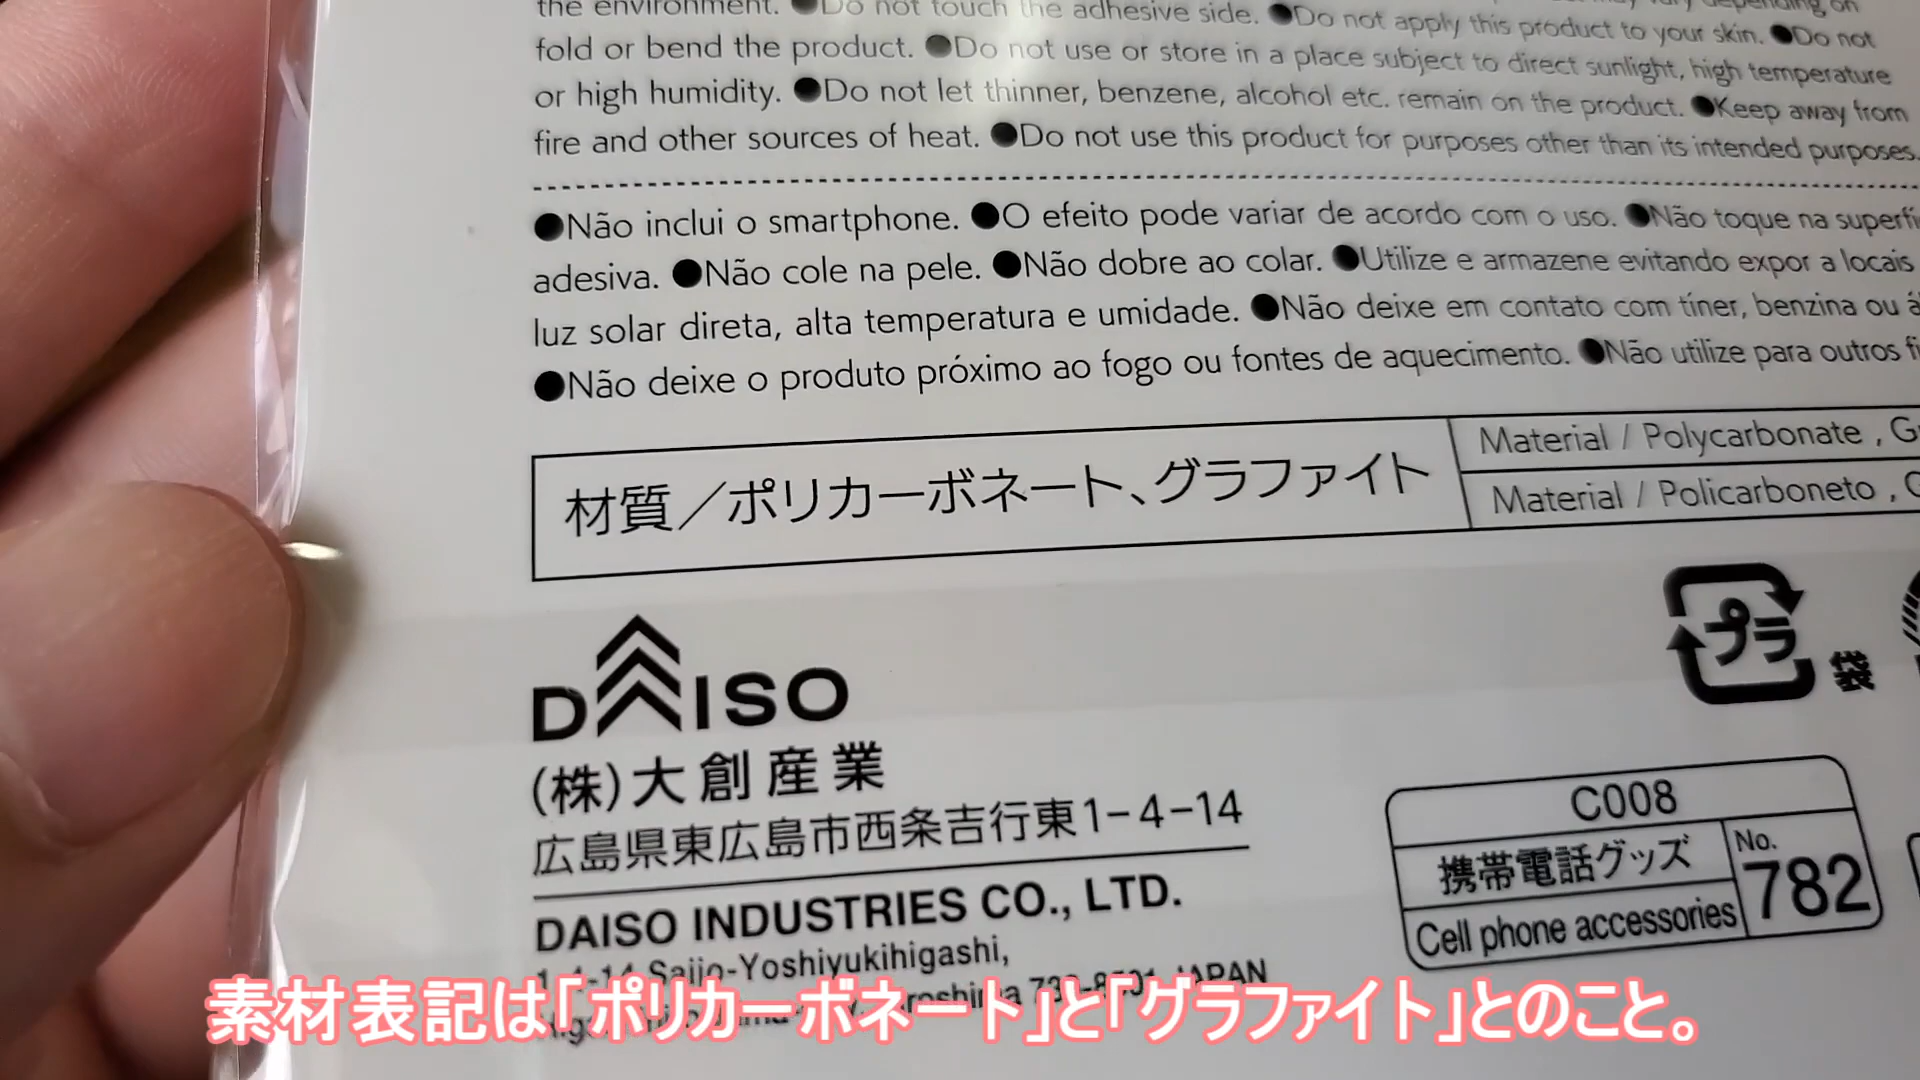 the environment. ●Do not touch the adhesive side. ●Do not apply this product to your skin. ●Do not
fold or bend the product. ●Do not use or store in a place subject to direct sunlight, high temperature
or high humidity. ●Do not let thinner, benzene, alcohol etc. remain on the product. ●Keep away from
fire and other sources of heat. ●Do not use this product for purposes other than its intended purposes.
●Não inclui o smartphone. ●O efeito pode variar de acordo com o uso. ●Não toque na
adesiva. ●Não cole na pele. ●Não dobre ao colar. ●Utilize e armazene evitando expor a locais
luz solar direta, alta temperatura e umidade. ●Não deixe em contato com tíner, benzina ou
●Não deixe o produto próximo ao fogo ou fontes de aquecimento. ●Não utilize para outros
材質／ポリカーボネート、グラファイト
Material / Polycarbonate ,
Material / Policarboneto ,
プラ
袋
DAISO
(株)大創産業
広島県東広島市西条吉行東1-4-14
DAISO INDUSTRIES CO., LTD.
1-4-14 Saijo-Yoshiyukihigashi,
JAPAN
C008
携帯電話グッズ
Cell phone accessories
No.
782
素材表記は「ポリカーボネート」と「グラファイト」とのこと。